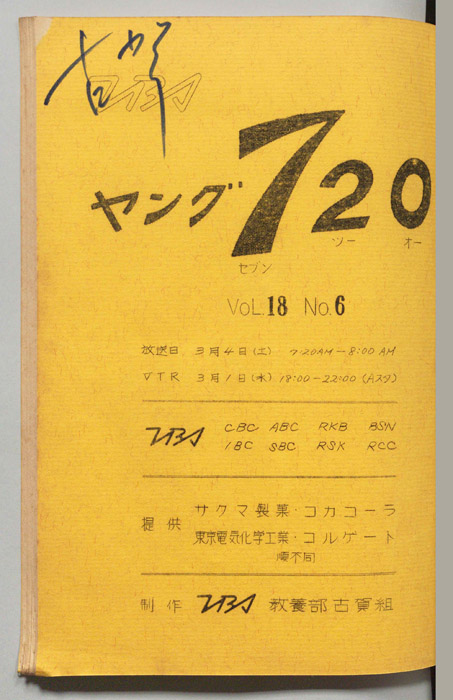 TBS
ヤング720
セブン ツー オー
VOL.18 No.6
放送日 3月4日(土) 7:20AM-8:00AM
VTR 3月1日(水) 18:00-22:00 (Aスタ)
TBS CBC ABC RKB BSN
IBC SBC RSK RCC
提供 サクマ製菓・コカコーラ
東京電気化学工業・コルゲート
順不同
制作 TBS 教養部古賀組